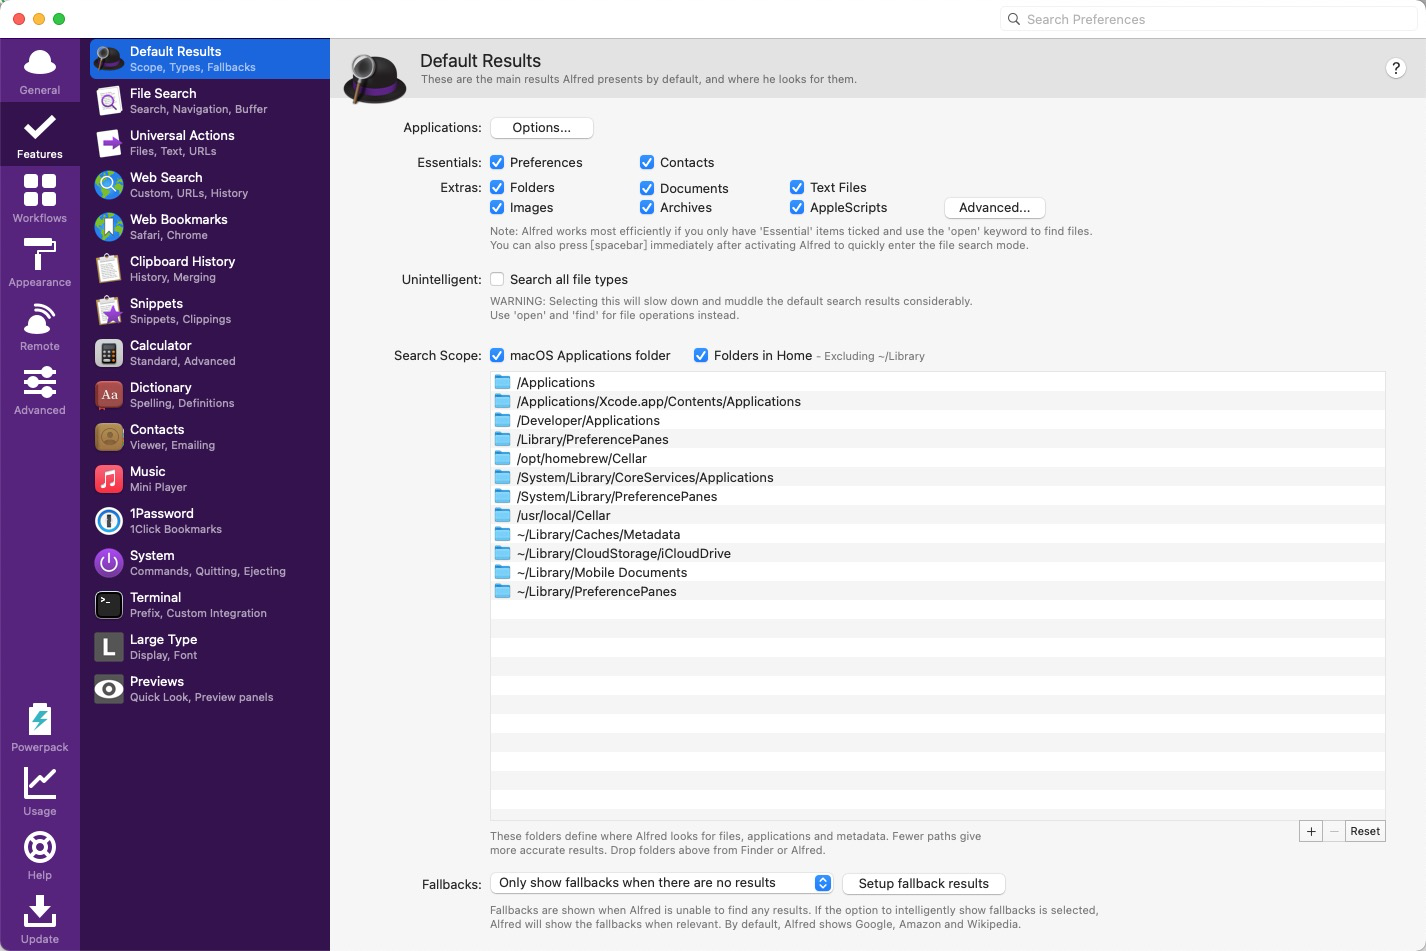 Search Preferences
General
Features
Workflows
Appearance
Remote
Advanced
Powerpack
Usage
Help
Update
Default Results
Scope, Types, Fallbacks
File Search
Search, Navigation, Buffer
Universal Actions
Files, Text, URLs
Web Search
Custom, URLs, History
Web Bookmarks
Safari, Chrome
Clipboard History
History, Merging
Snippets
Snippets, Clippings
Calculator
Standard, Advanced
Aa
Dictionary
Spelling, Definitions
Contacts
Viewer, Emailing
Music
Mini Player
1Password
1Click Bookmarks
System
Commands, Quitting, Ejecting
>_
Terminal
Prefix, Custom Integration
L
Large Type
Display, Font
Previews
Quick Look, Preview panels
Default Results
These are the main results Alfred presents by default, and where he looks for them.
?
Applications: Options...
Essentials: Preferences Contacts
Extras: Folders Documents Text Files
Images Archives AppleScripts Advanced...
Note: Alfred works most efficiently if you only have 'Essential' items ticked and use the 'open' keyword to find files.
You can also press [spacebar] immediately after activating Alfred to quickly enter the file search mode.
Unintelligent: Search all file types
WARNING: Selecting this will slow down and muddle the default search results considerably.
Use 'open' and 'find' for file operations instead.
Search Scope: macOS Applications folder Folders in Home - Excluding ~/Library
/Applications
/Applications/Xcode.app/Contents/Applications
/Developer/Applications
/Library/PreferencePanes
/opt/homebrew/Cellar
/System/Library/CoreServices/Applications
/System/Library/PreferencePanes
/usr/local/Cellar
~/Library/Caches/Metadata
~/Library/CloudStorage/iCloudDrive
~/Library/Mobile Documents
~/Library/PreferencePanes
These folders define where Alfred looks for files, applications and metadata. Fewer paths give
more accurate results. Drop folders above from Finder or Alfred.
+ − Reset
Fallbacks: Only show fallbacks when there are no results Setup fallback results
Fallbacks are shown when Alfred is unable to find any results. If the option to intelligently show fallbacks is selected,
Alfred will show the fallbacks when relevant. By default, Alfred shows Google, Amazon and Wikipedia.